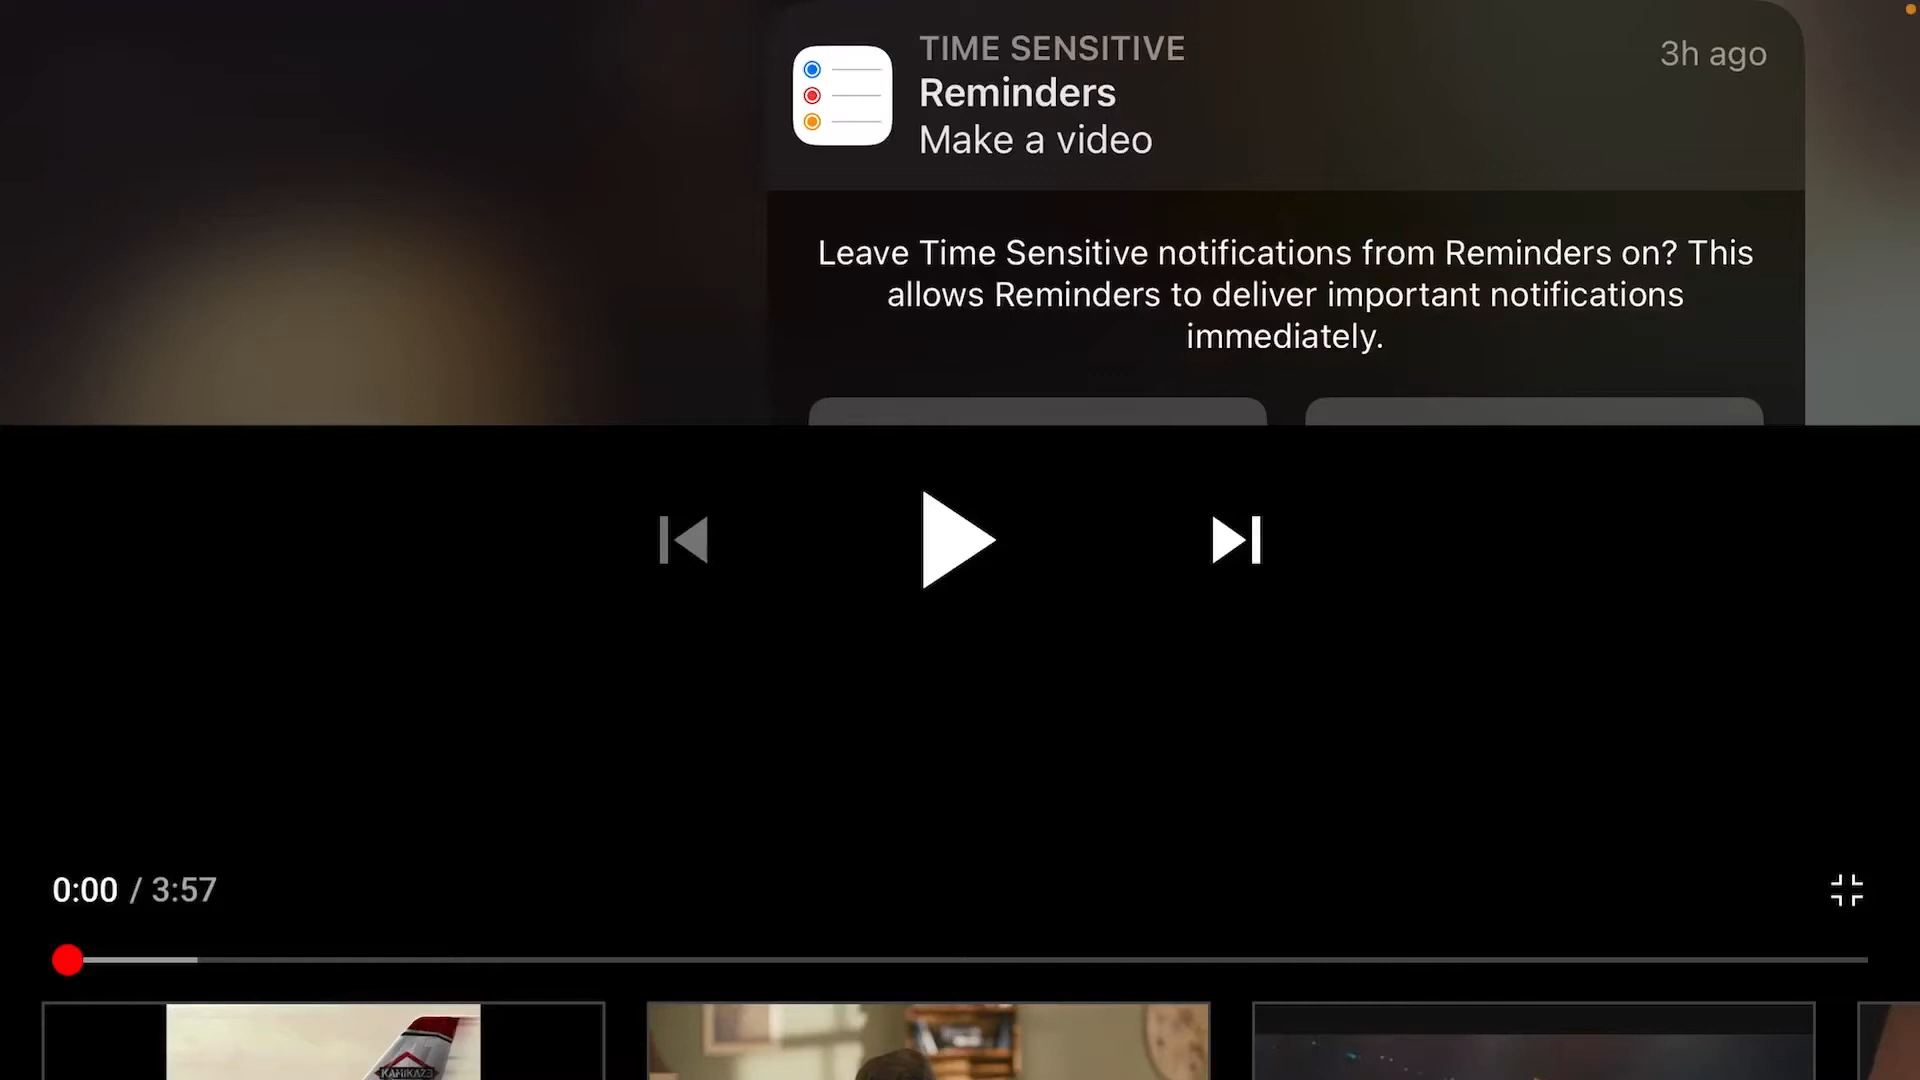 TIME SENSITIVE
3h ago
Reminders
Make a video
Leave Time Sensitive notifications from Reminders on? This
allows Reminders to deliver important notifications
immediately.
0:00 / 3:57
KAMIKAZE